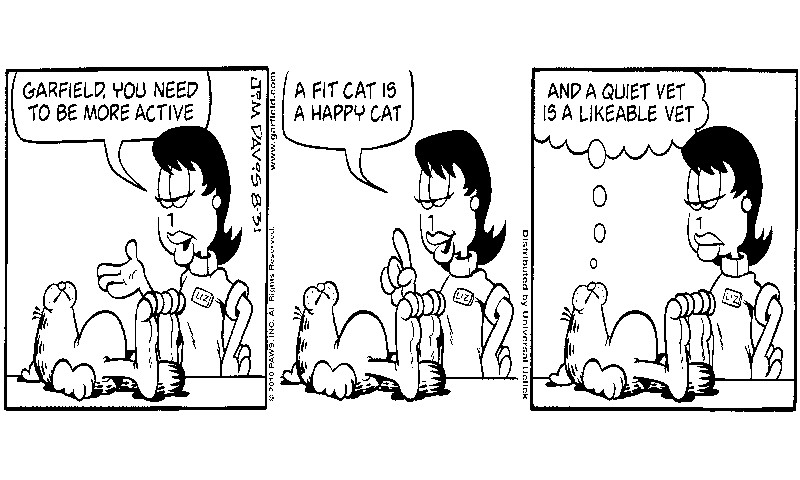 GARFIELD, YOU NEED
TO BE MORE ACTIVE
LIZ
JIM DAVIS 8·31
www.garfield.com
© 2010 PAWS, INC. All Rights Reserved.
A FIT CAT IS
A HAPPY CAT
LIZ
Distributed by Universal Uclick
AND A QUIET VET
IS A LIKEABLE VET
LIZ